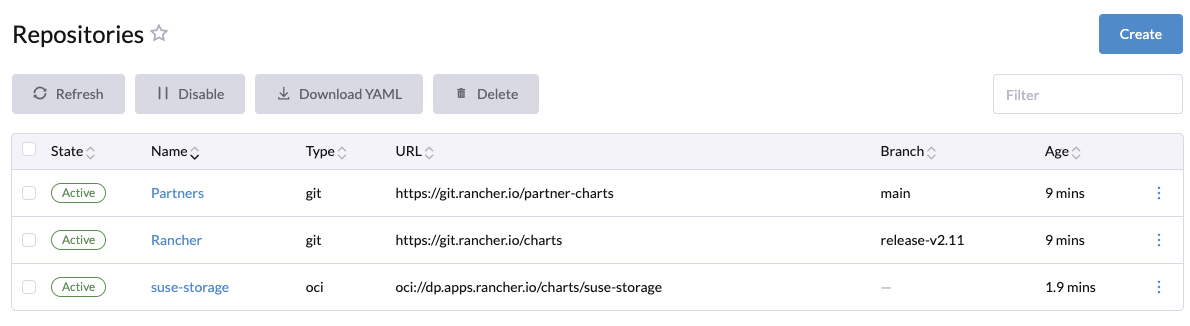 Repositories
Create
Refresh Disable Download YAML Delete Filter
State Name Type URL Branch Age
Active Partners git https://git.rancher.io/partner-charts main 9 mins
Active Rancher git https://git.rancher.io/charts release-v2.11 9 mins
Active suse-storage oci oci://dp.apps.rancher.io/charts/suse-storage — 1.9 mins